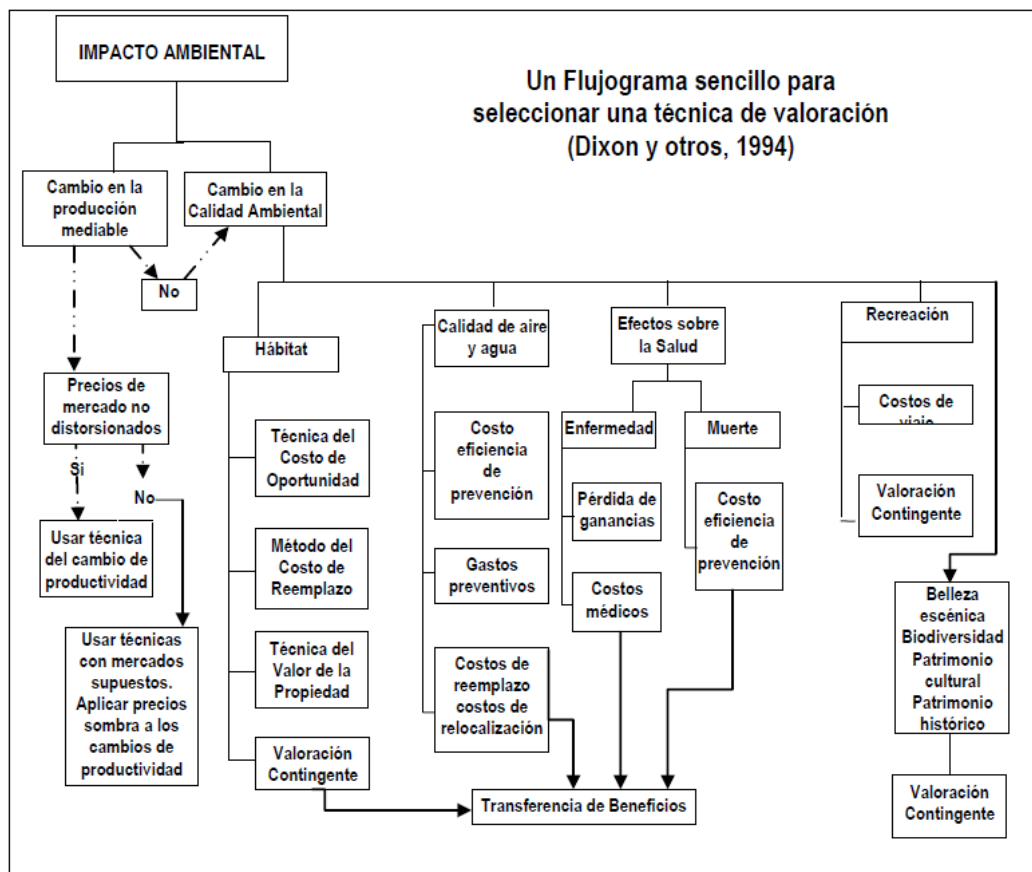 IMPACTO AMBIENTAL
Un Flujograma sencillo para
seleccionar una técnica de valoración
(Dixon y otros, 1994)
Cambio en la
producción
mediable
Cambio en la
Calidad Ambiental
No
Precios de
mercado no
distorsionados
Si
No
Usar técnica
del cambio de
productividad
Usar técnicas
con mercados
supuestos.
Aplicar precios
sombra a los
cambios de
productividad
Hábitat
Técnica del
Costo de
Oportunidad
Método del
Costo de
Reemplazo
Técnica del
Valor de la
Propiedad
Valoración
Contingente
Calidad de aire
y agua
Costo
eficiencia
de
prevención
Gastos
preventivos
Costos de
reemplazo
costos de
relocalización
Efectos sobre
la Salud
Enfermedad
Pérdida de
ganancias
Costos
médicos
Muerte
Costo
eficiencia
de
prevención
Transferencia de Beneficios
Recreación
Costos de
viaje
Valoración
Contingente
Belleza
escénica
Biodiversidad
Patrimonio
cultural
Patrimonio
histórico
Valoración
Contingente